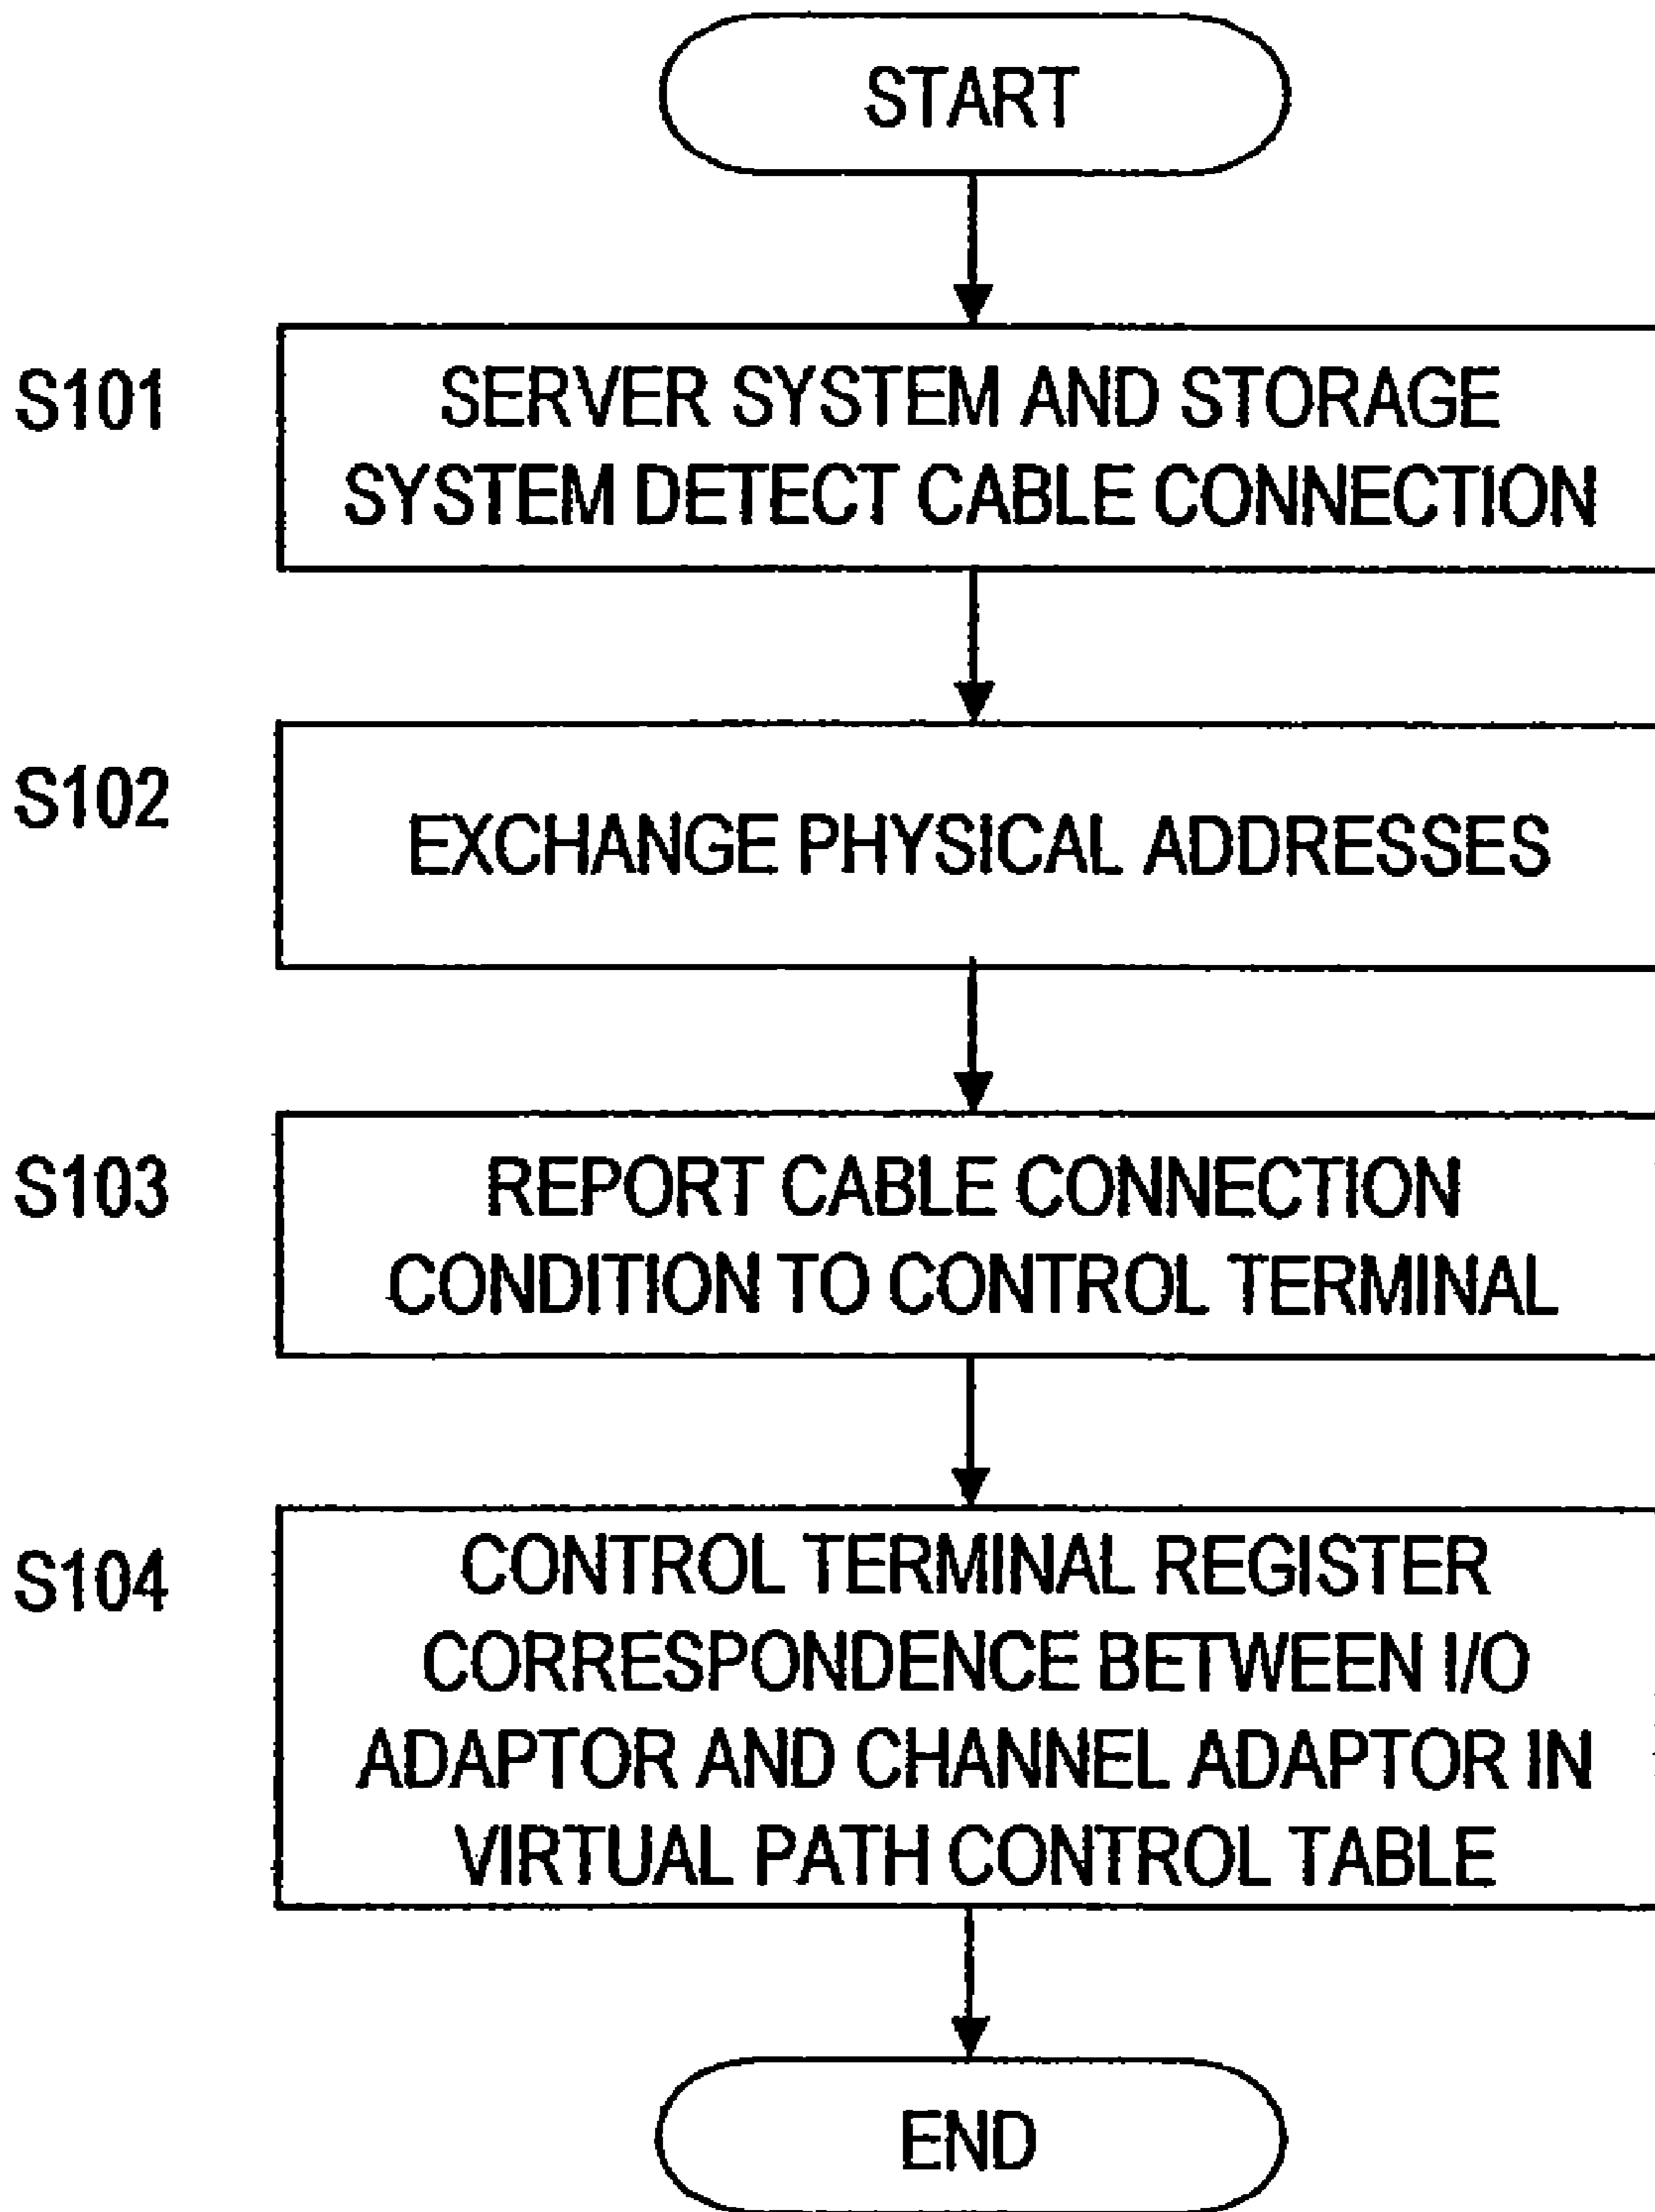 START
S101
SERVER SYSTEM AND STORAGE
SYSTEM DETECT CABLE CONNECTION
S102
EXCHANGE PHYSICAL ADDRESSES
S103
REPORT CABLE CONNECTION
CONDITION TO CONTROL TERMINAL
S104
CONTROL TERMINAL REGISTER
CORRESPONDENCE BETWEEN I/O
ADAPTOR AND CHANNEL ADAPTOR IN
VIRTUAL PATH CONTROL TABLE
END